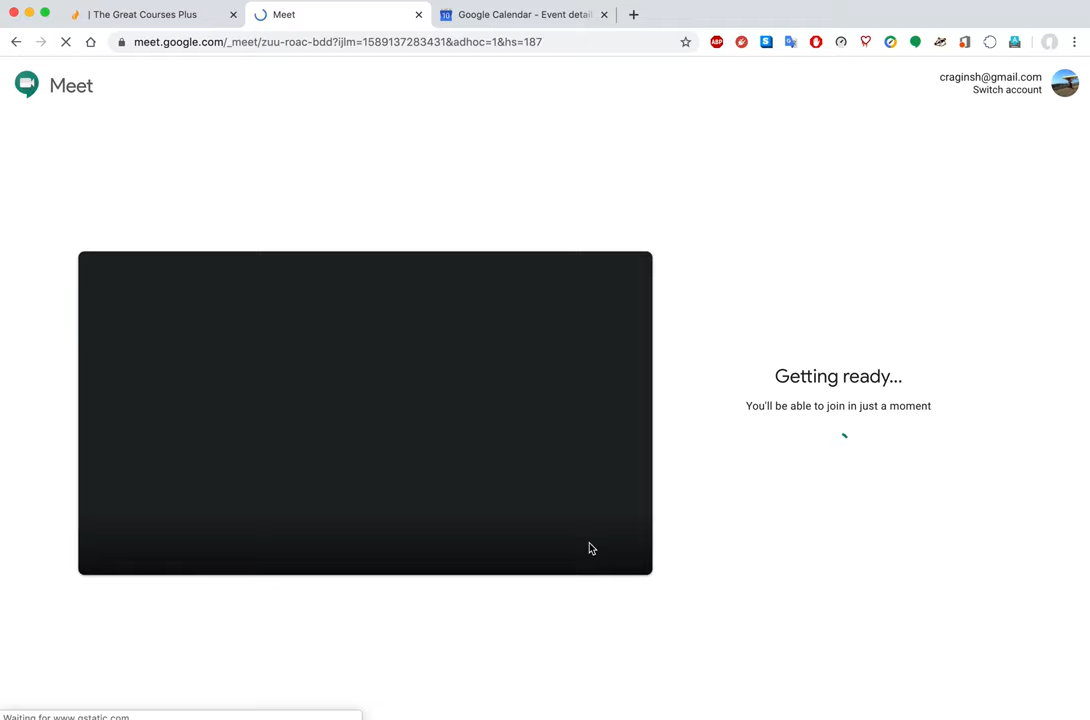 | The Great Courses Plus
Meet
Google Calendar - Event detail
meet.google.com/_meet/zuu-roac-bdd?ijlm=1589137283431&adhoc=1&hs=187
ABP
Meet
craginsh@gmail.com
Switch account
Getting ready...
You'll be able to join in just a moment
Waiting for www.gstatic.com